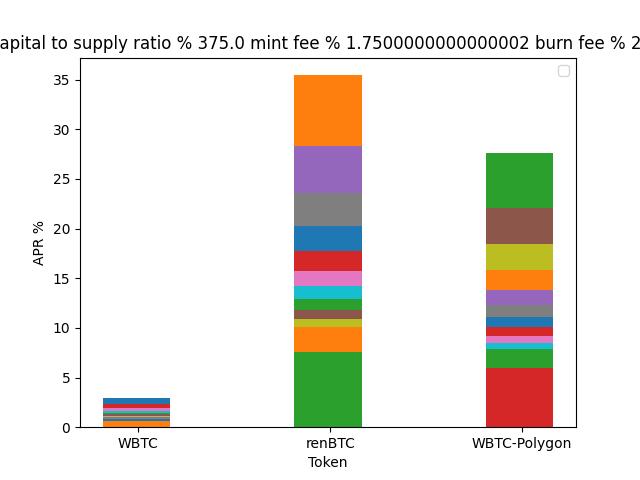 apital to supply ratio % 375.0 mint fee % 1.7500000000000002 burn fee % 2
APR %
35
30
25
20
15
10
5
0
WBTC renBTC WBTC-Polygon
Token